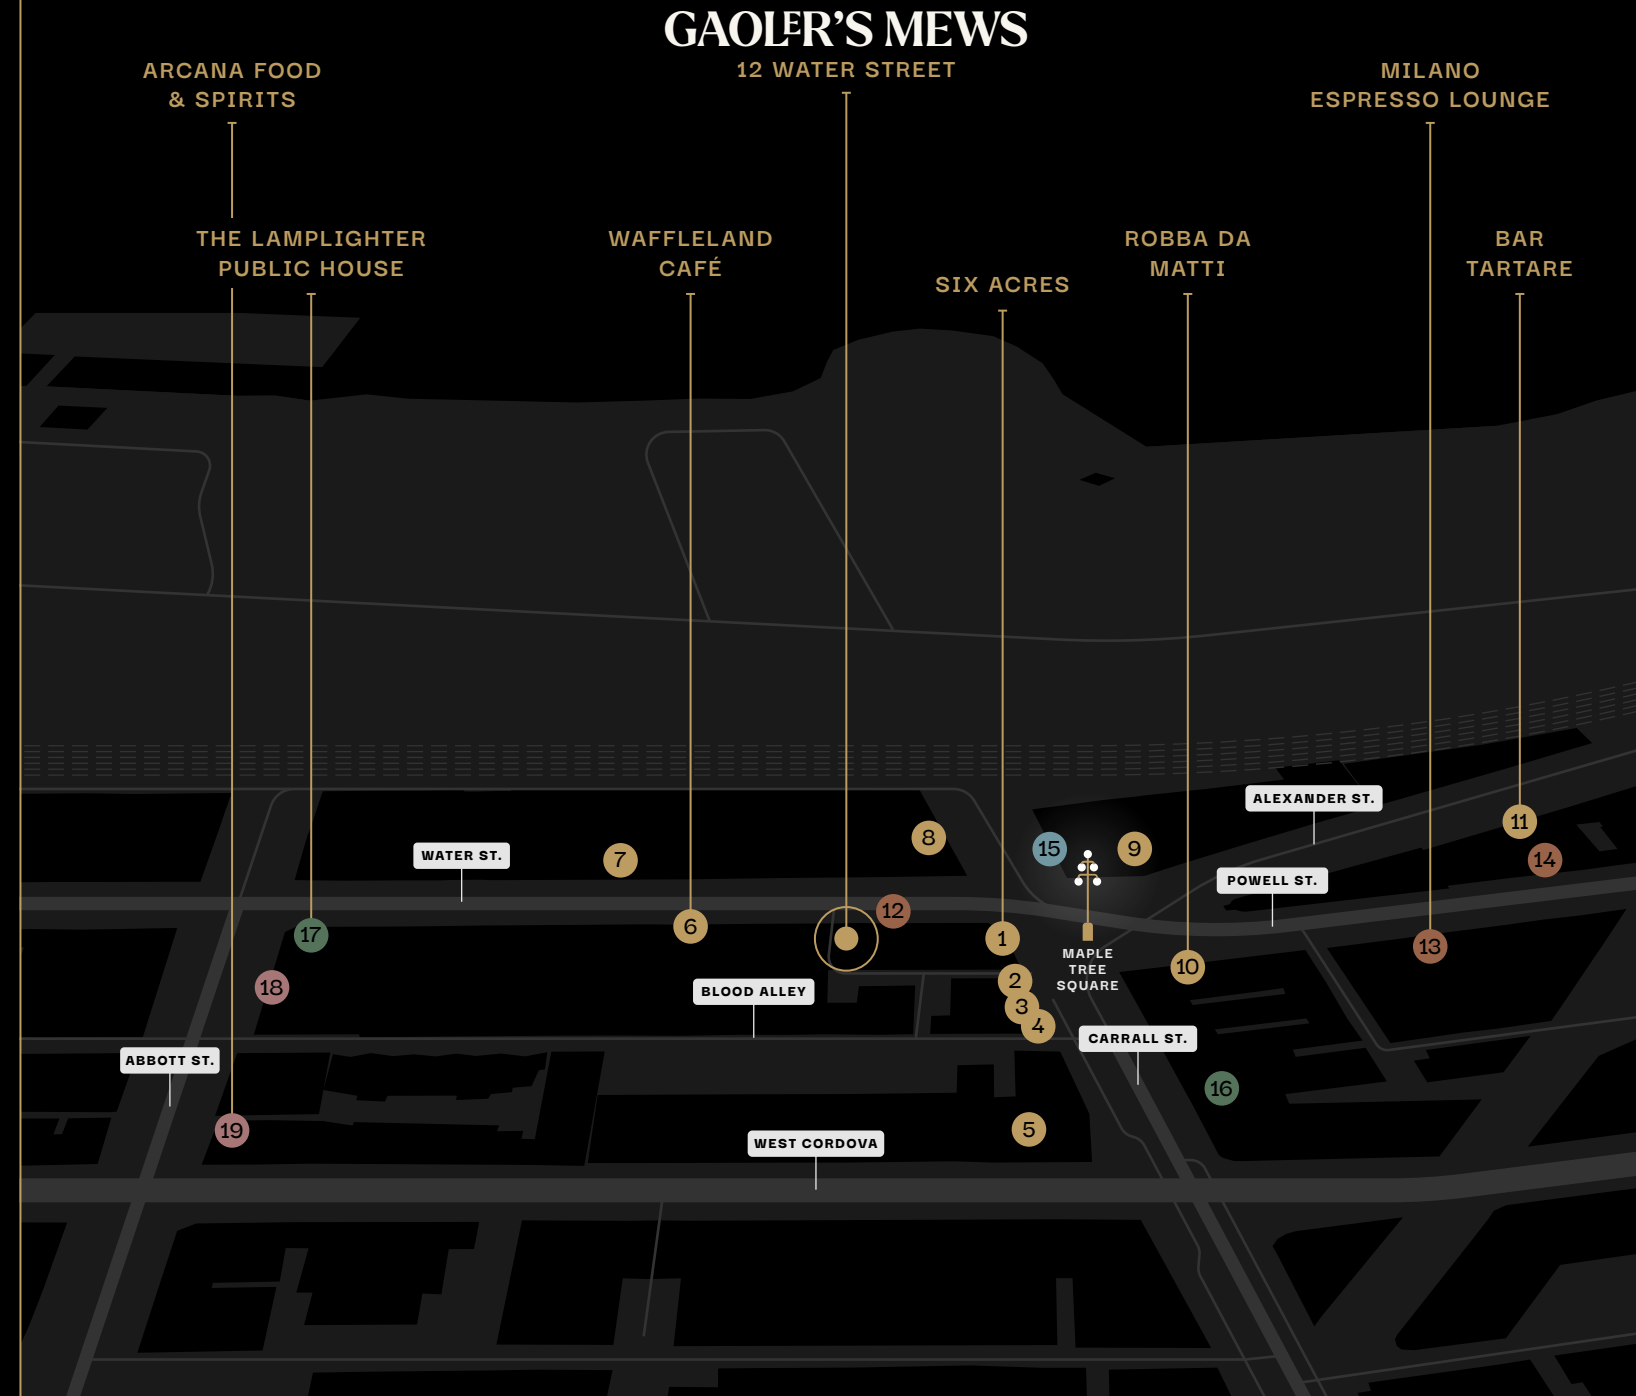 GAOLER'S MEWS
12 WATER STREET
ARCANA FOOD
& SPIRITS
MILANO
ESPRESSO LOUNGE
THE LAMPLIGHTER
PUBLIC HOUSE
WAFFLELAND
CAFÉ
SIX ACRES
ROBBA DA
MATTI
BAR
TARTARE
ALEXANDER ST.
11
8
15
9
WATER ST.
7
14
POWELL ST.
12
6
17
1
13
MAPLE
TREE
SQUARE
10
2
18
BLOOD ALLEY
3
4
CARRALL ST.
ABBOTT ST.
16
19
5
WEST CORDOVA